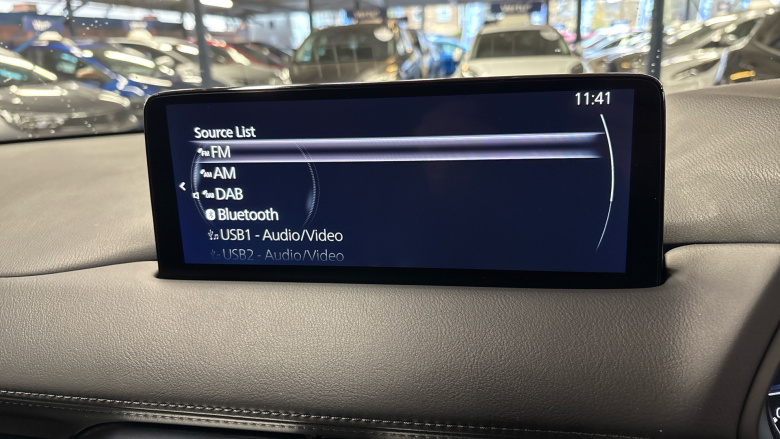 11:41
Source List
FM
AM
DAB
Bluetooth
USB1 - Audio/Video
USB2 - Audio/Video